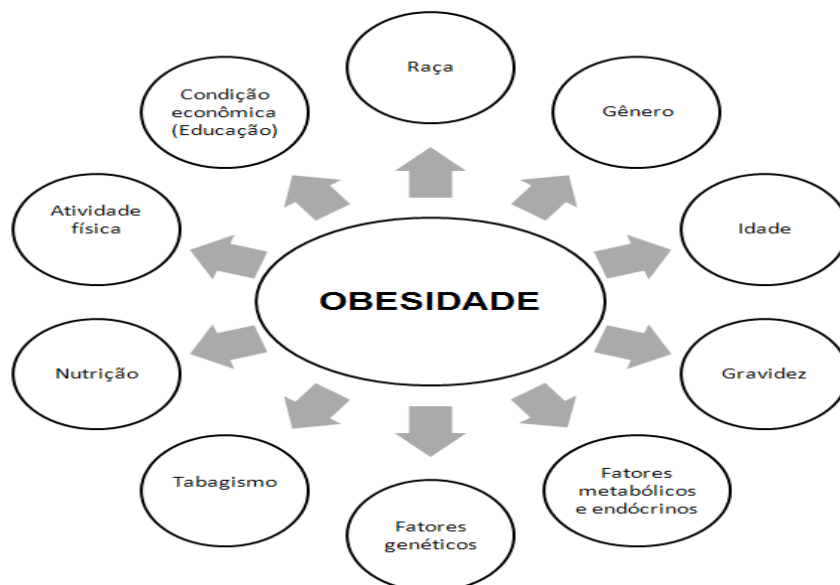 Raça
Condição
econômica
(Educação)
Gênero
Atividade
física
Idade
OBESIDADE
Nutrição
Gravidez
Tabagismo
Fatores
metabólicos
e endócrinos
Fatores
genéticos